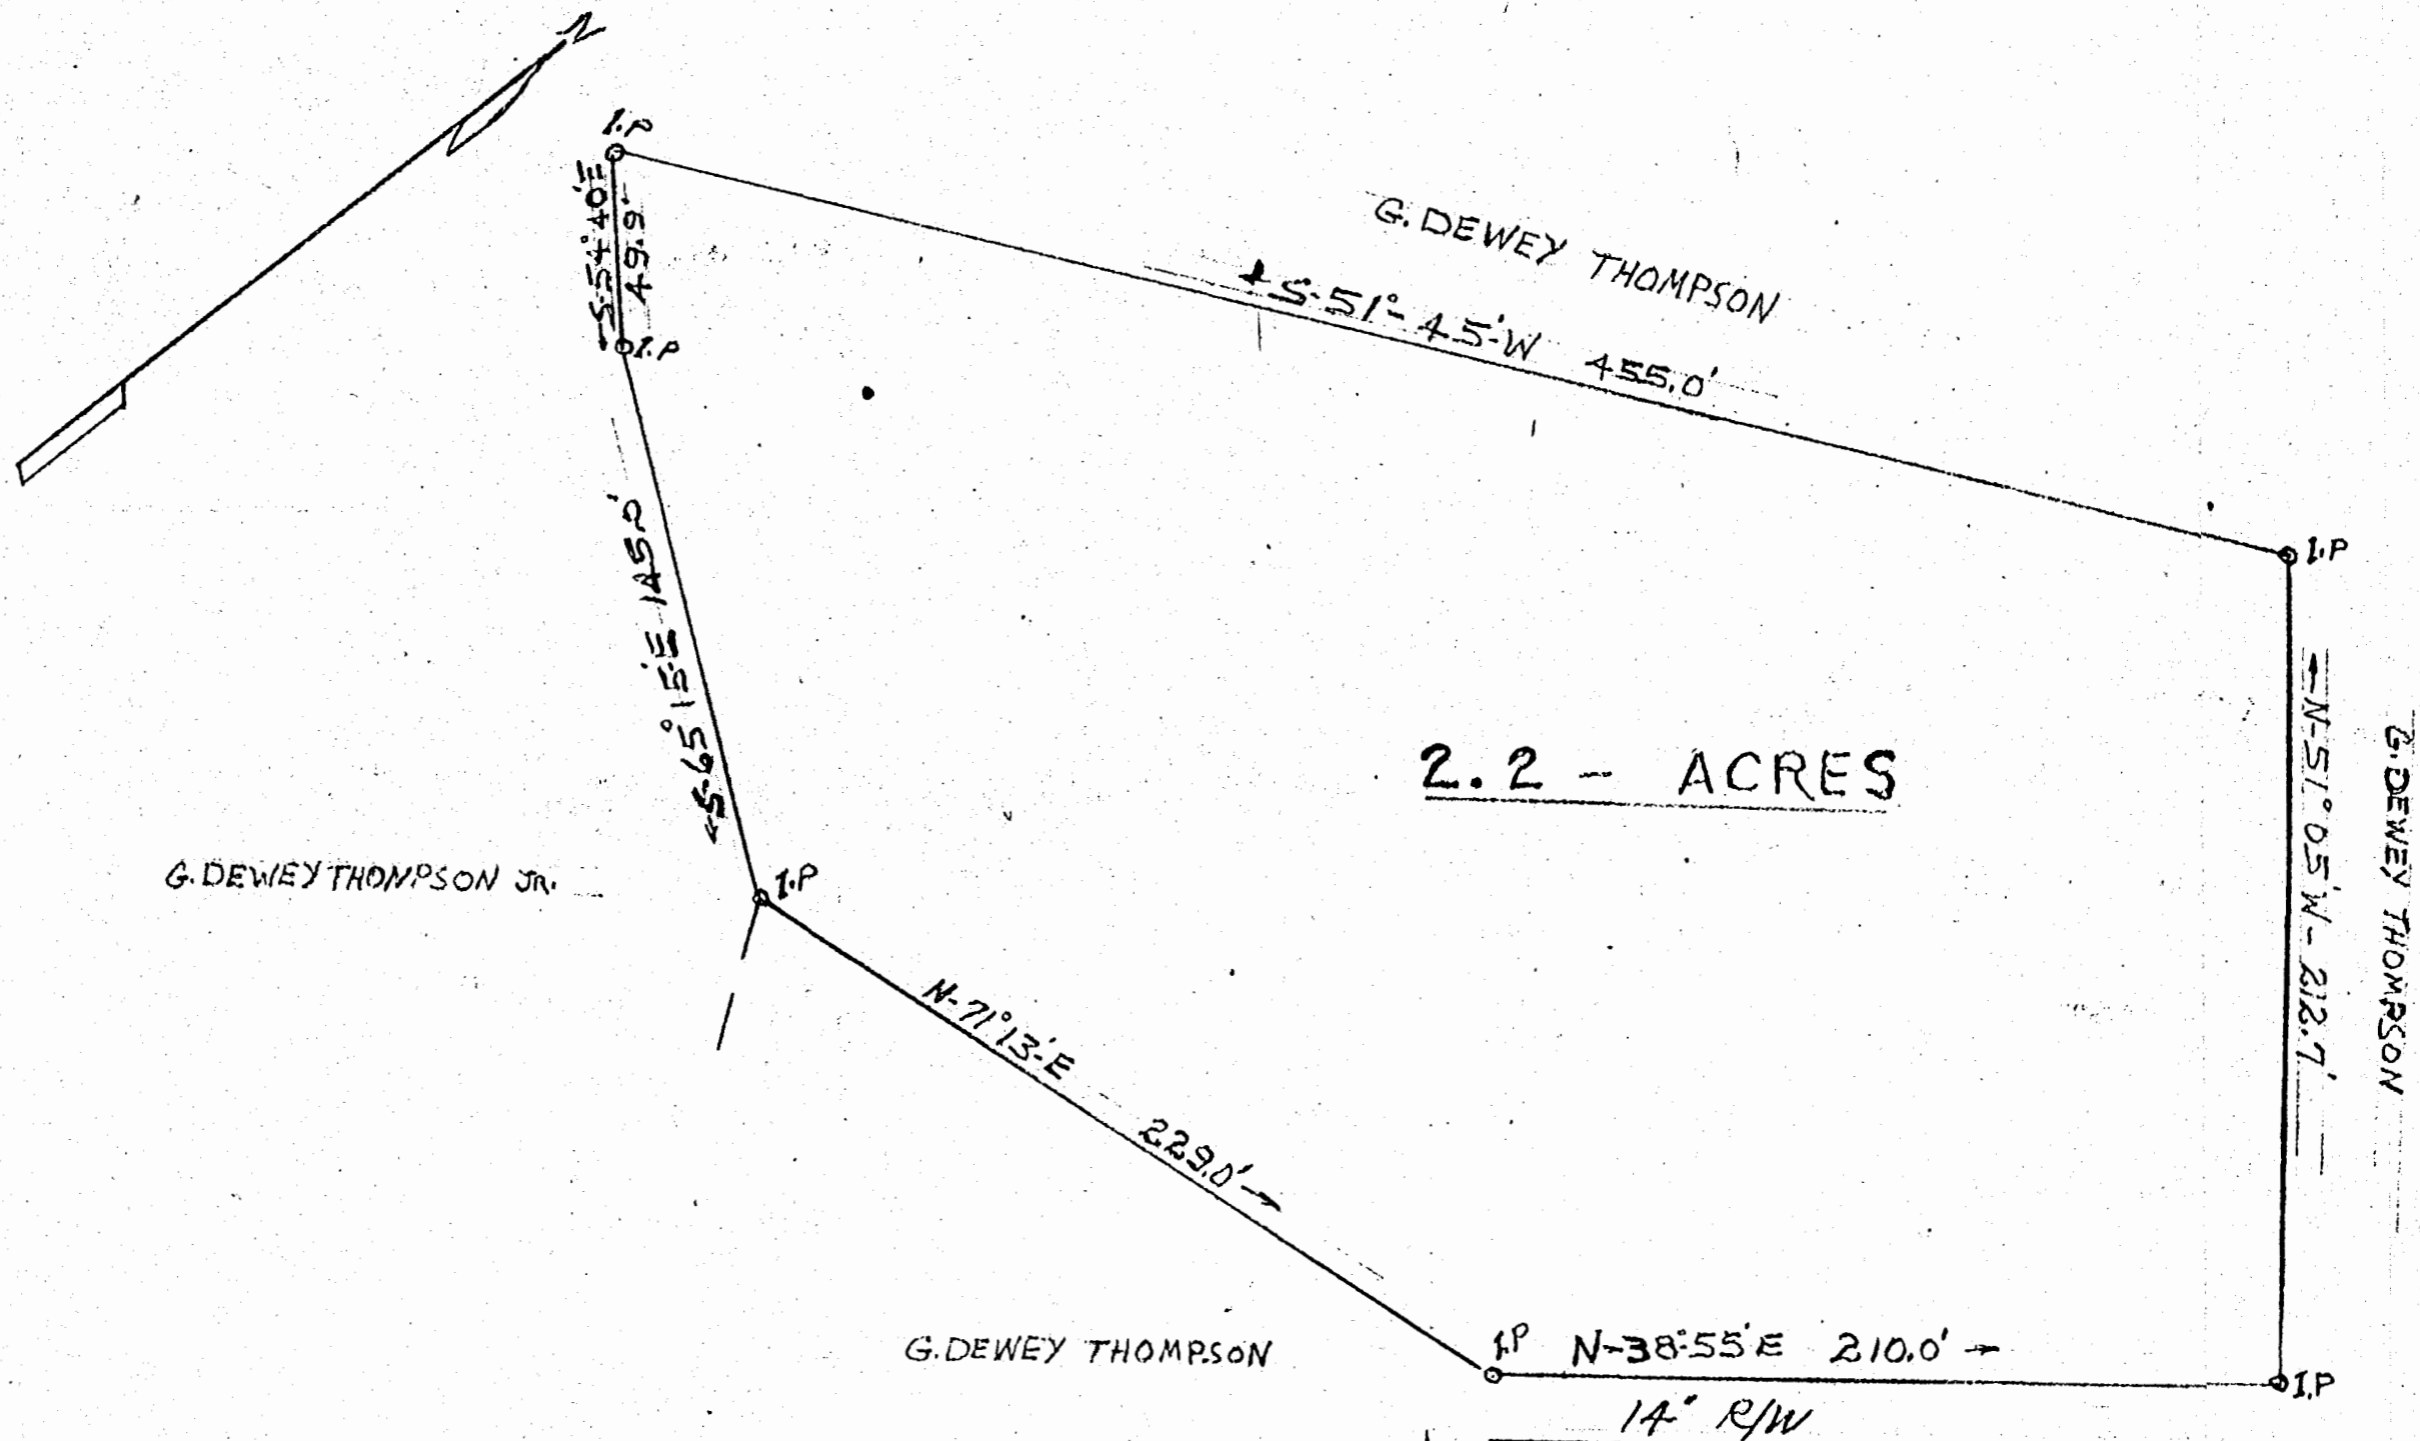 N
I.P
S-54°40'E
49.9'
I.P
G. DEWEY THOMPSON
S-51°-45'W 455.0'
I.P
S-65°15'E 145.0'
N-51°05'W-212.7'
G. DEWEY THOMPSON
2.2 - ACRES
G. DEWEY THOMPSON JR.
I.P
N-71°13'E 229.0'
G. DEWEY THOMPSON
I.P N-38°55'E 210.0'
I.P
14' R/W